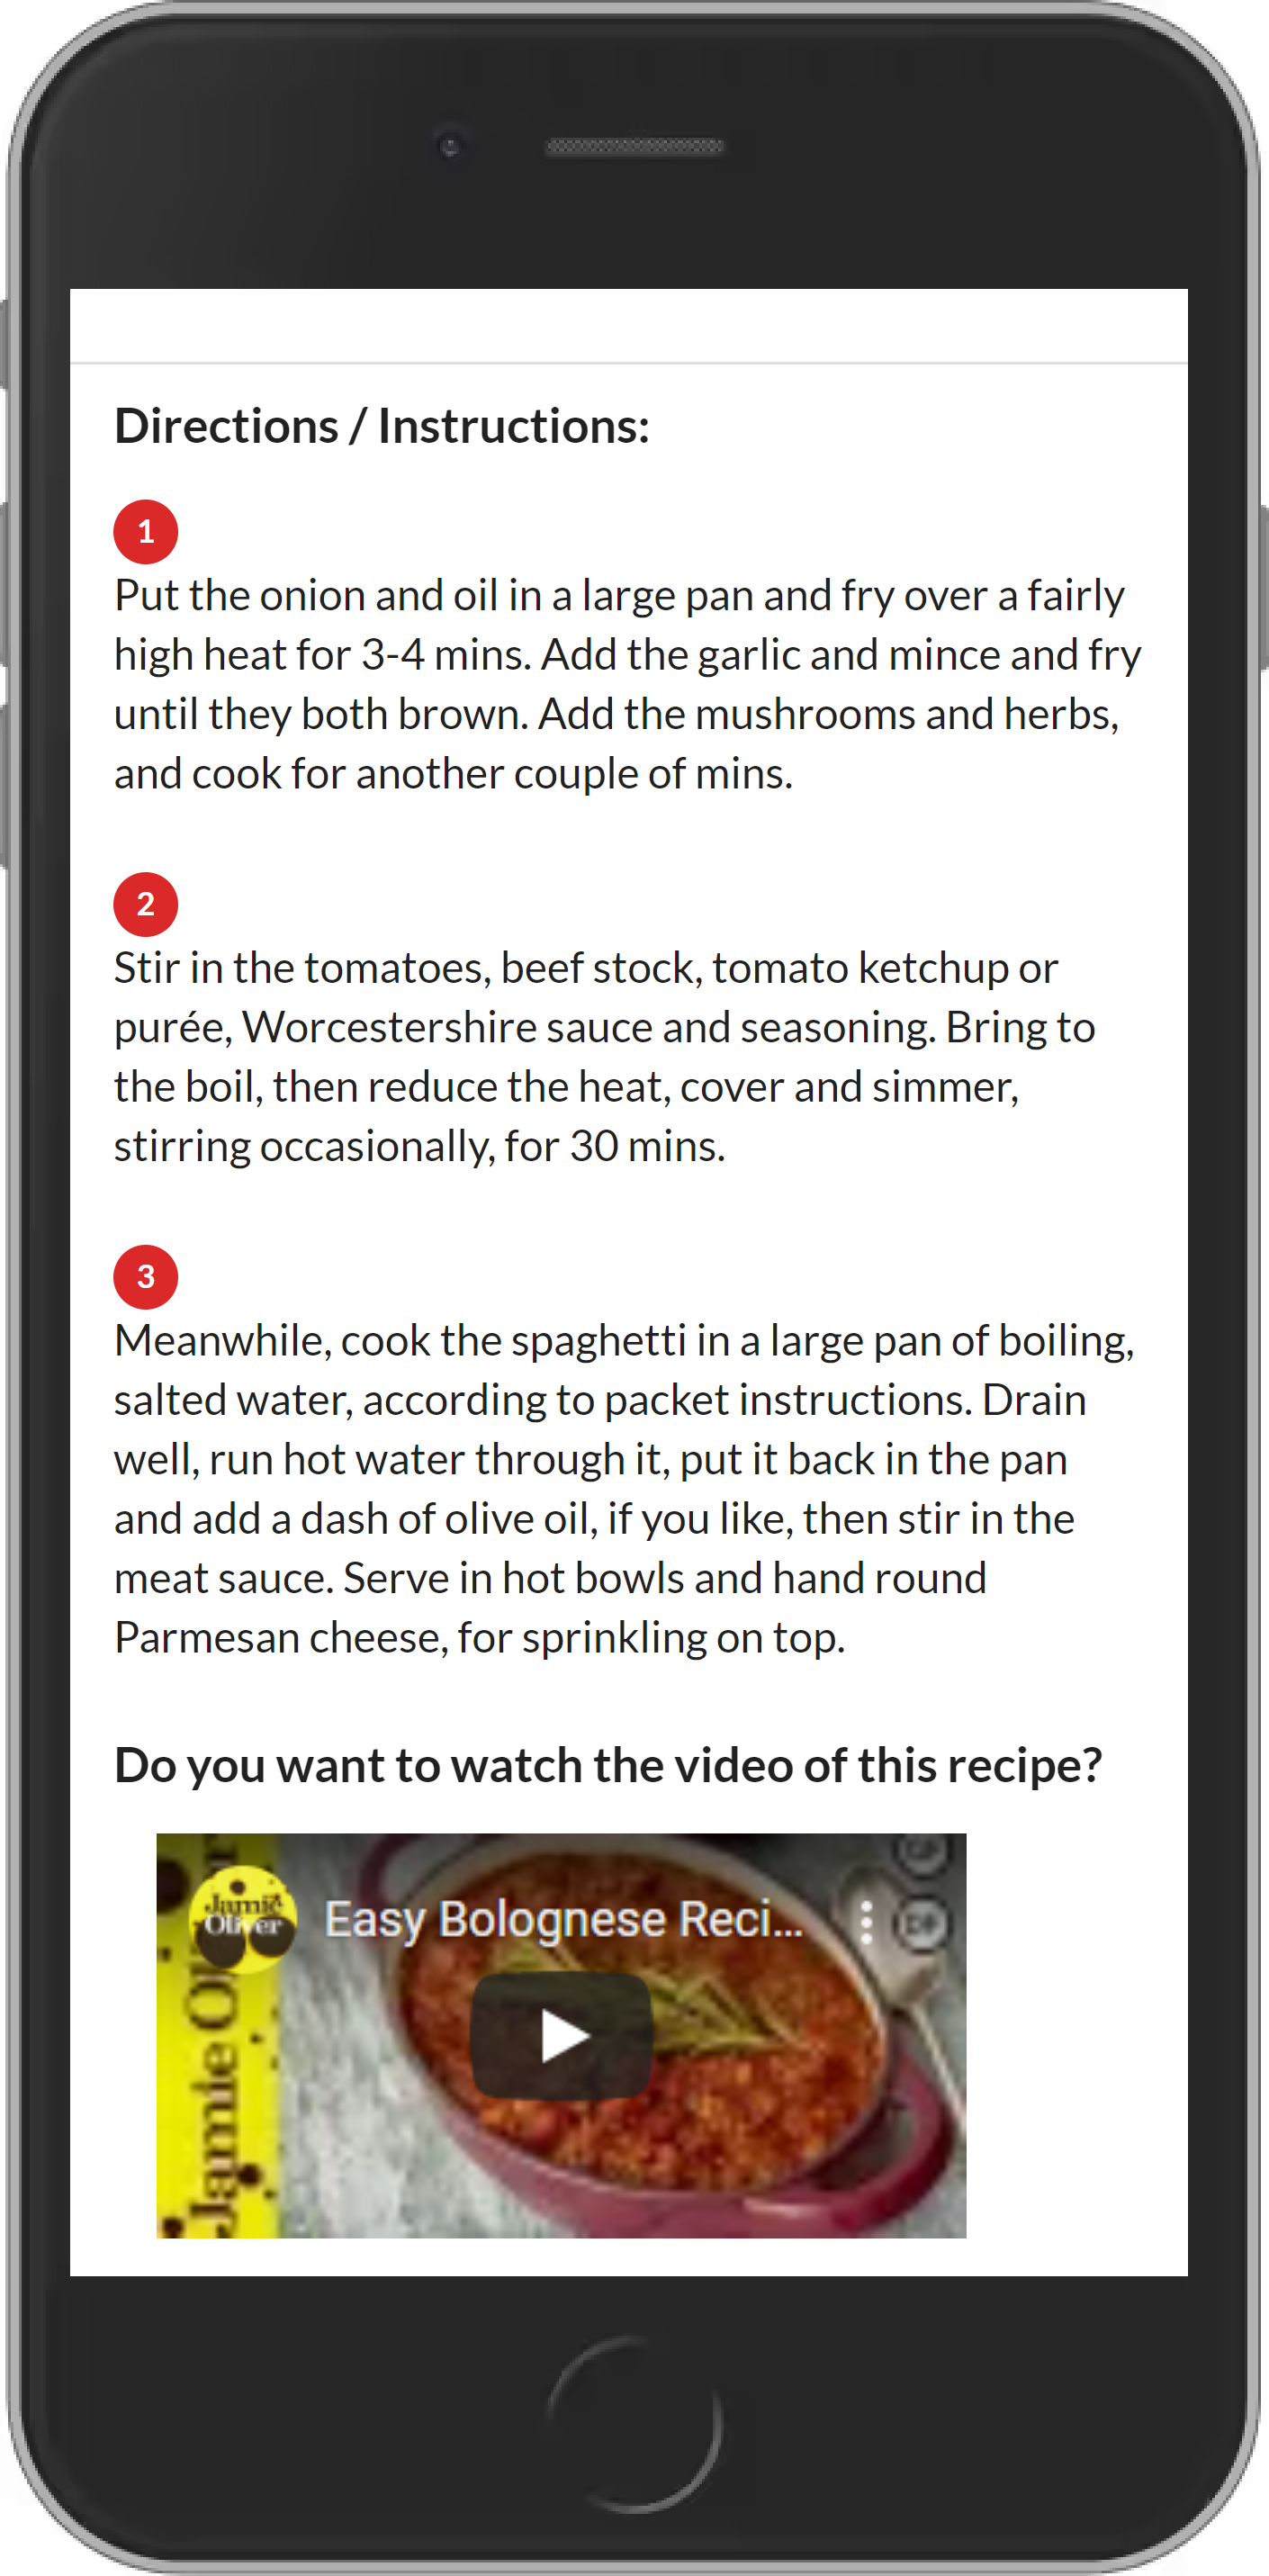 Directions / Instructions:
1
Put the onion and oil in a large pan and fry over a fairly
high heat for 3-4 mins. Add the garlic and mince and fry
until they both brown. Add the mushrooms and herbs,
and cook for another couple of mins.
2
Stir in the tomatoes, beef stock, tomato ketchup or
purée, Worcestershire sauce and seasoning. Bring to
the boil, then reduce the heat, cover and simmer,
stirring occasionally, for 30 mins.
3
Meanwhile, cook the spaghetti in a large pan of boiling,
salted water, according to packet instructions. Drain
well, run hot water through it, put it back in the pan
and add a dash of olive oil, if you like, then stir in the
meat sauce. Serve in hot bowls and hand round
Parmesan cheese, for sprinkling on top.
Do you want to watch the video of this recipe?
Jamie
Oliver
Easy Bolognese Reci...
Jamie